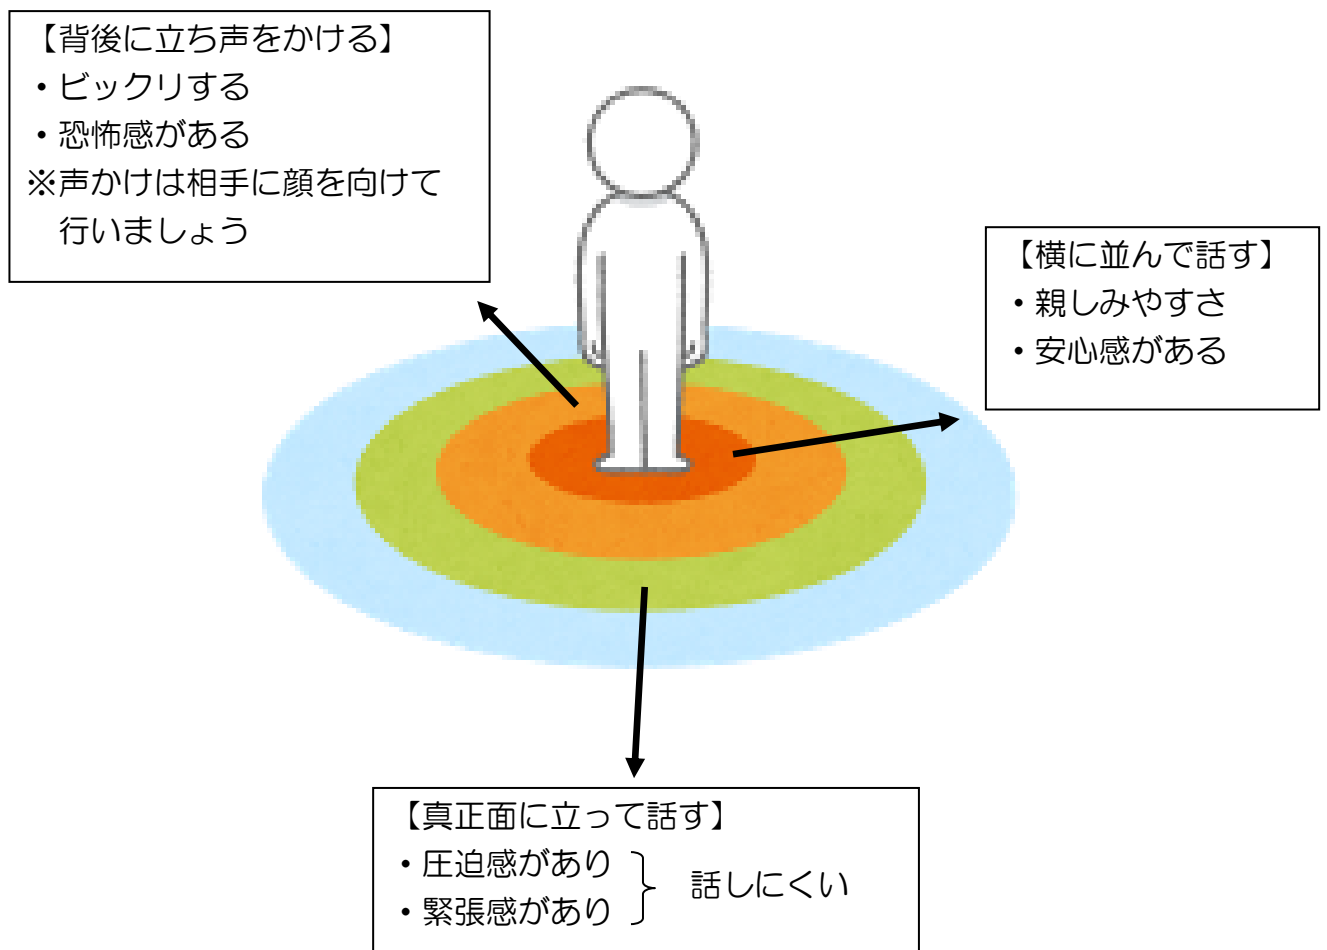 【背後に立ち声をかける】
・ビックリする
・恐怖感がある
※声かけは相手に顔を向けて
行いましょう
【横に並んで話す】
・親しみやすさ
・安心感がある
【真正面に立って話す】
・圧迫感があり
・緊張感があり
話しにくい